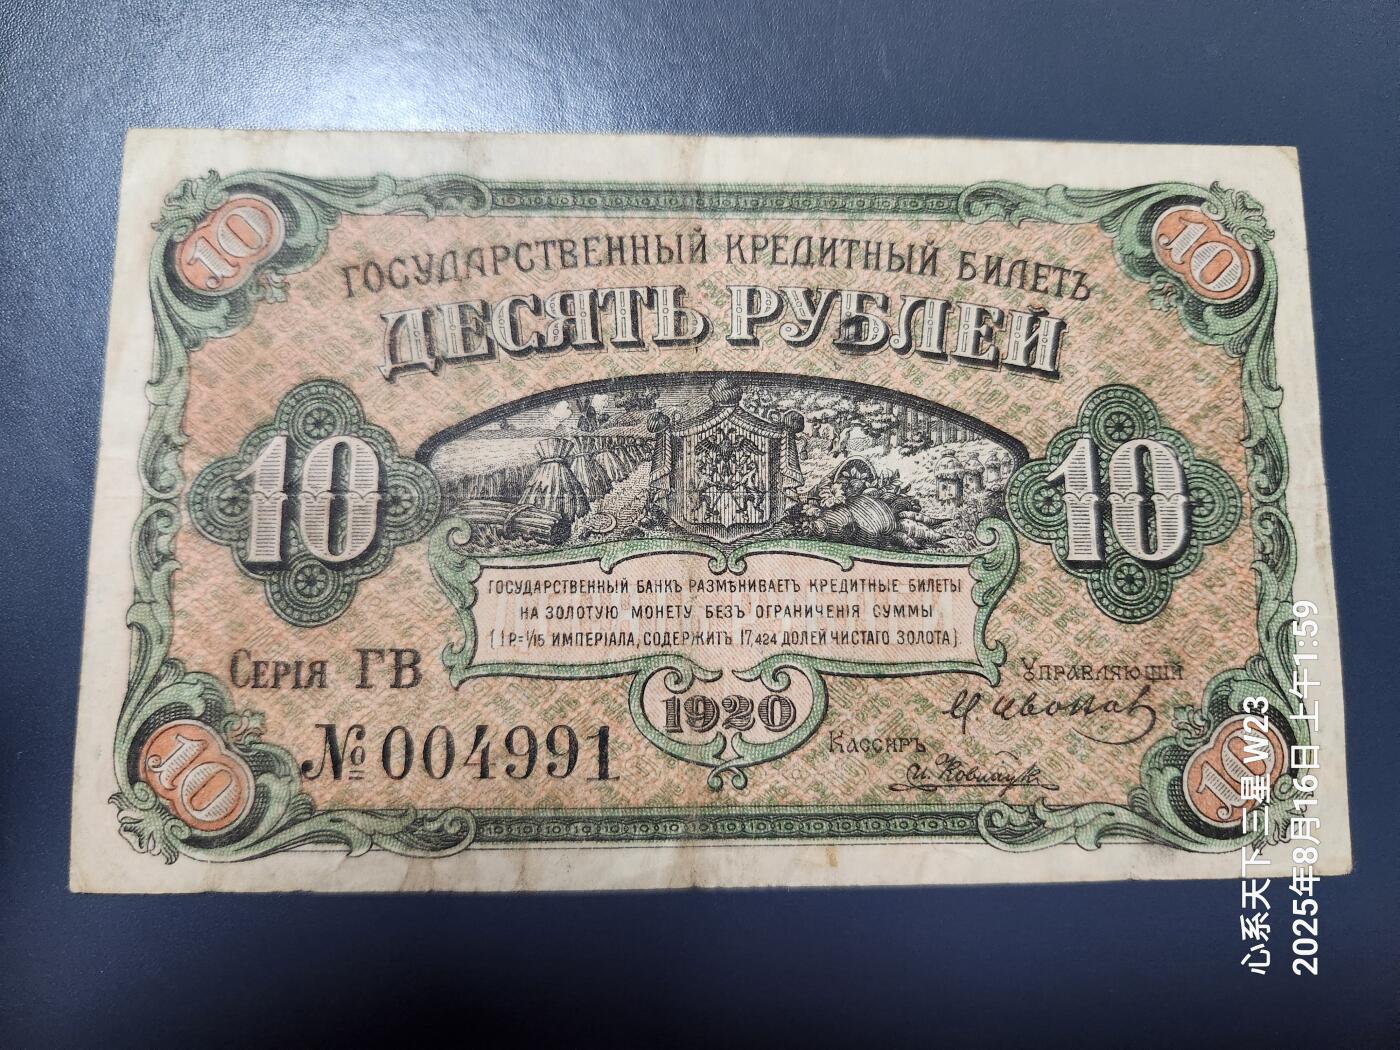 10
10
ГОСУДАРСТВЕННЫЙ КРЕДИТНЫЙ БИЛЕТЪ
ДЕСЯТЬ РУБЛЕЙ
10
10
ГОСУДАРСТВЕННЫЙ БАНКЪ РАЗМѢНИВАЕТЪ КРЕДИТНЫЕ БИЛЕТЫ
НА ЗОЛОТУЮ МОНЕТУ БЕЗЪ ОГРАНИЧЕНІЯ СУММЫ
(1 Р.= 1/15 ИМПЕРІАЛА, СОДЕРЖИТЪ 17,424 ДОЛЕЙ ЧИСТАГО ЗОЛОТА)
СЕРІЯ ГВ
УПРАВЛЯЮЩІЙ
1920
№ 004991
КАССИРЪ
10
10
心系天下三星 W23
2025年8月16日 上午1:59